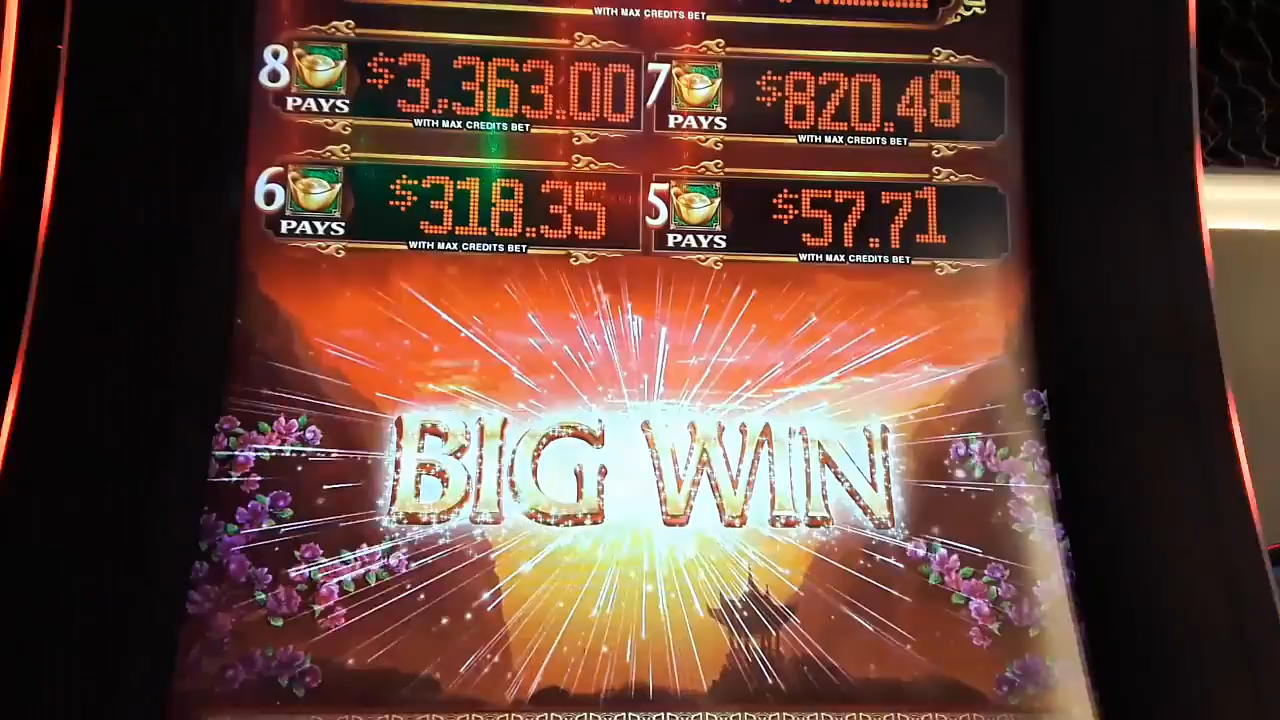 WITH MAX CREDITS BET
8 PAYS $3,363.00
WITH MAX CREDITS BET
7 PAYS $820.48
WITH MAX CREDITS BET
6 PAYS $318.35
WITH MAX CREDITS BET
5 PAYS $57.71
WITH MAX CREDITS BET
BIG WIN